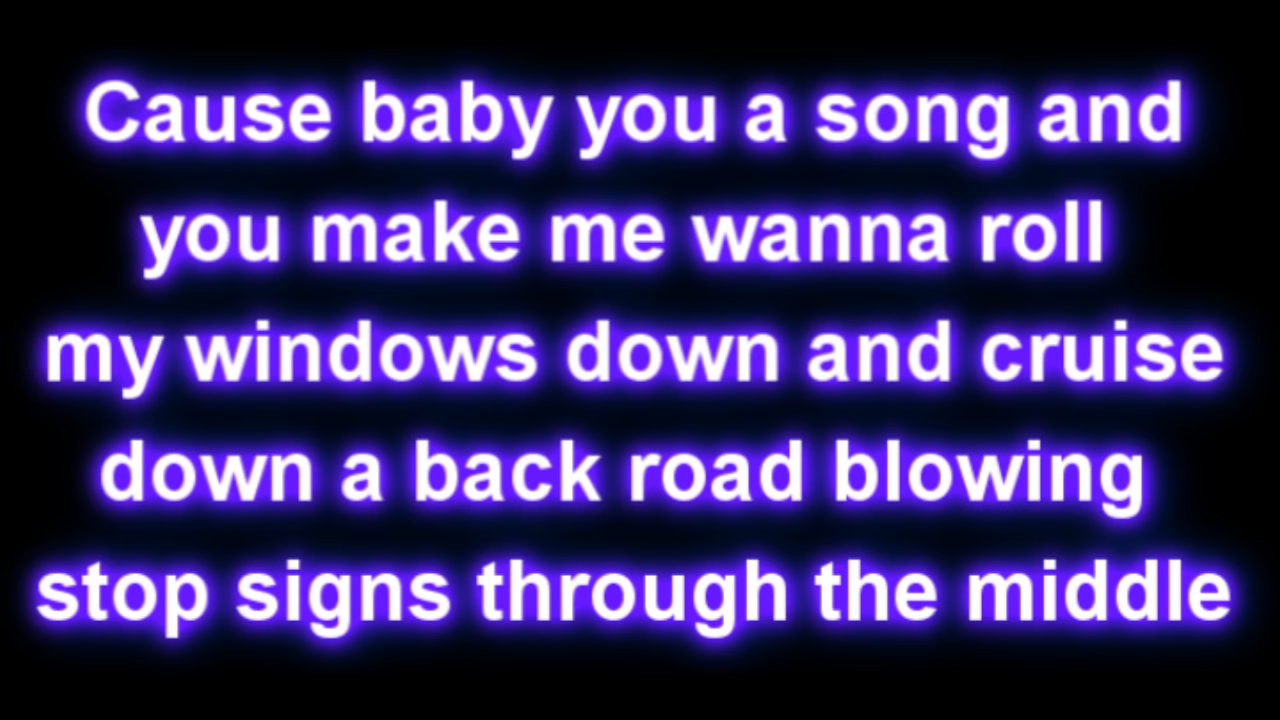 Cause baby you a song and
you make me wanna roll
my windows down and cruise
down a back road blowing
stop signs through the middle